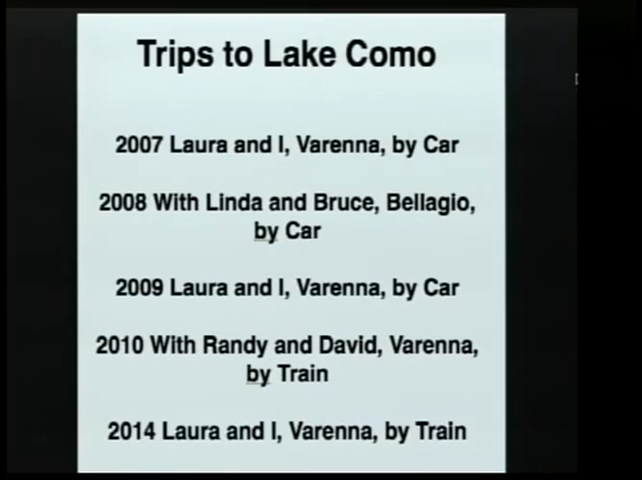 Trips to Lake Como
2007 Laura and I, Varenna, by Car
2008 With Linda and Bruce, Bellagio,
by Car
2009 Laura and I, Varenna, by Car
2010 With Randy and David, Varenna,
by Train
2014 Laura and I, Varenna, by Train